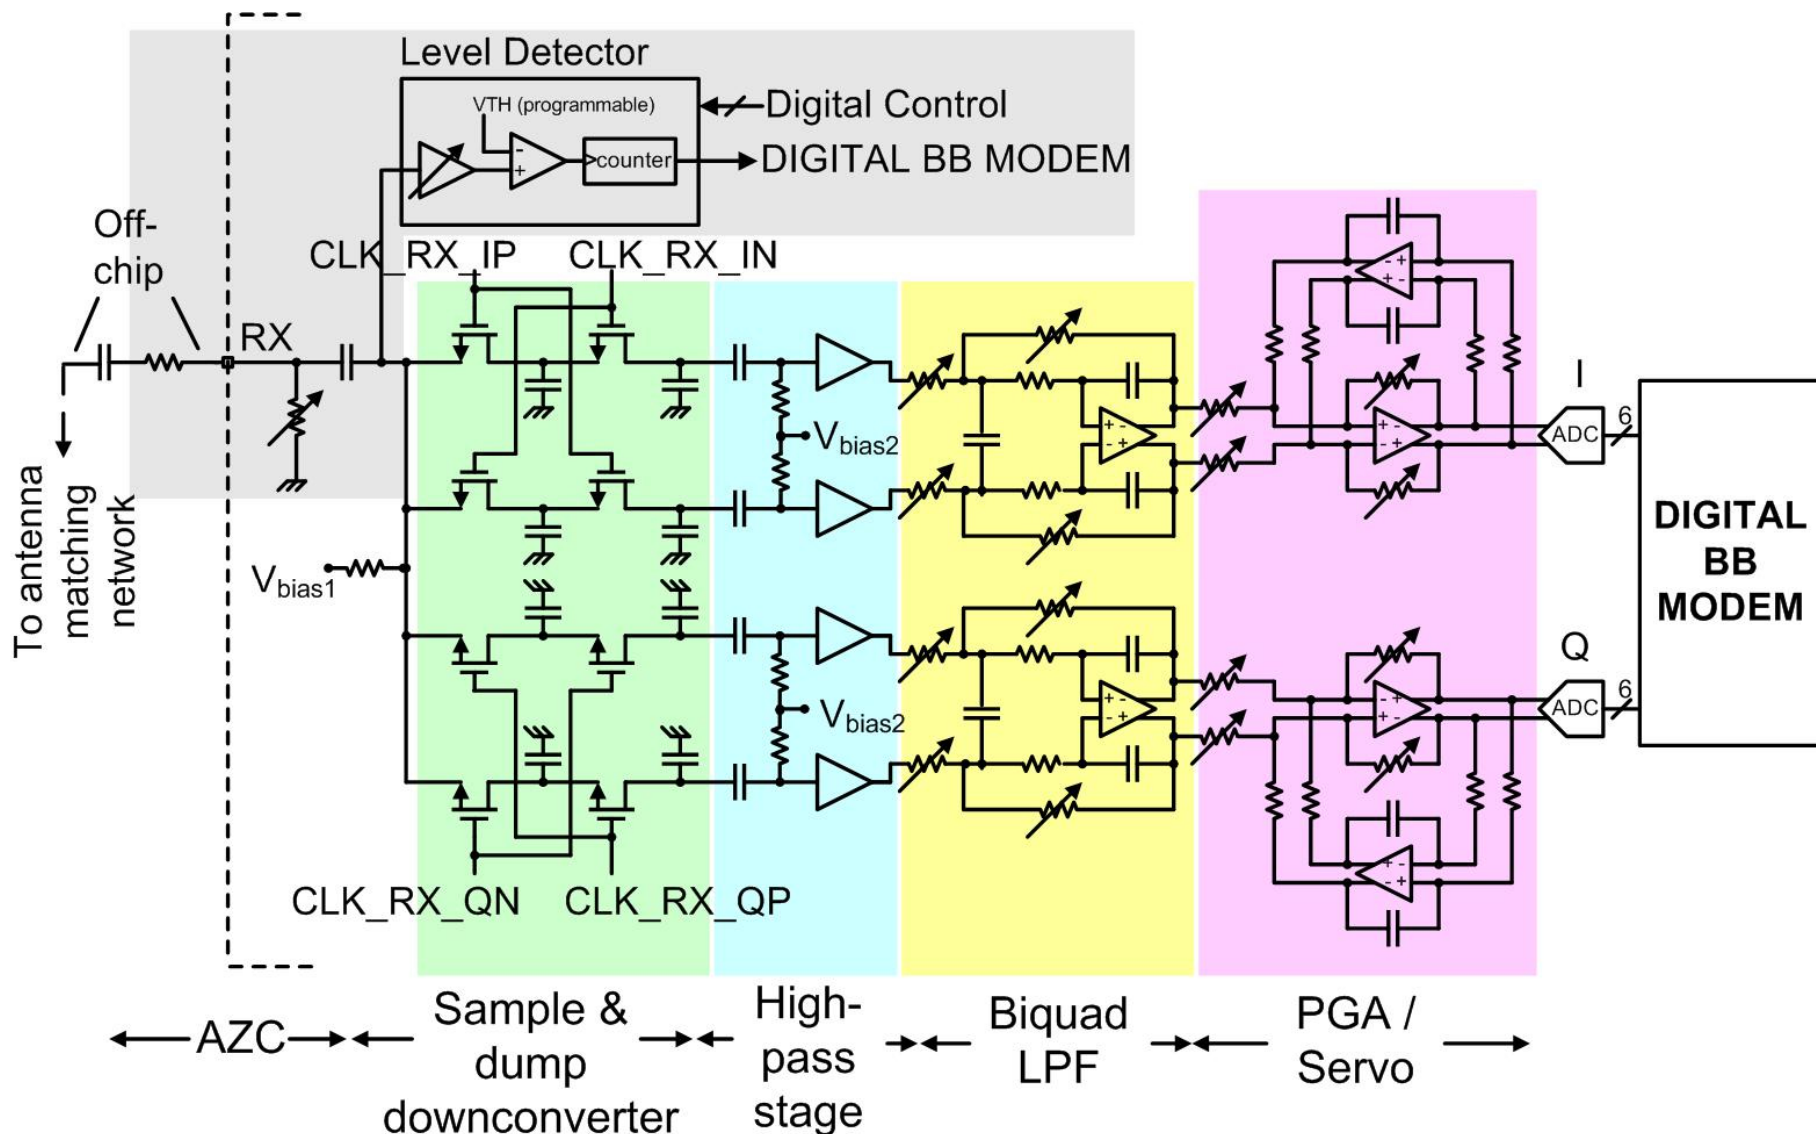 Level Detector
VTH (programmable)
-
+
counter
Digital Control
DIGITAL BB MODEM
Off-
chip
CLK_RX_IP
CLK_RX_IN
RX
To antenna
matching
network
Vbias1
Vbias2
Vbias2
+ -
- +
+ -
- +
- +
+ -
+ -
- +
+ -
- +
+ -
- +
I
ADC
6
Q
ADC
6
DIGITAL
BB
MODEM
CLK_RX_QN
CLK_RX_QP
AZC
Sample &
dump
downconverter
High-
pass
stage
Biquad
LPF
PGA /
Servo